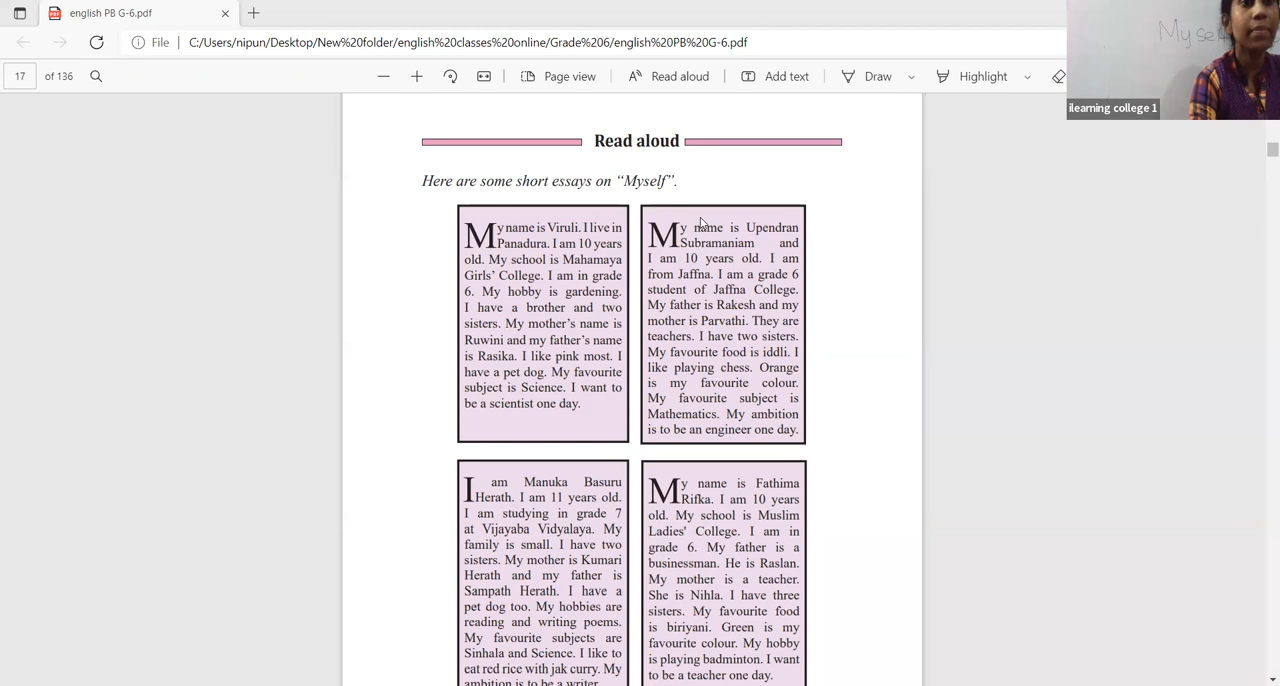 english PB G-6.pdf
File
C:/Users/nipun/Desktop/New%20folder/english%20classes%20online/Grade%206/english%20PB%20G-6.pdf
17
of 136
Page view
Read aloud
Add text
Draw
Highlight
My self
ilearning college 1
Read aloud
Here are some short essays on “Myself”.
My name is Viruli. I live in
Panadura. I am 10 years
old. My school is Mahamaya
Girls’ College. I am in grade
6. My hobby is gardening.
I have a brother and two
sisters. My mother’s name is
Ruwini and my father’s name
is Rasika. I like pink most. I
have a pet dog. My favourite
subject is Science. I want to
be a scientist one day.
My name is Upendran
Subramaniam and
I am 10 years old. I am
from Jaffna. I am a grade 6
student of Jaffna College.
My father is Rakesh and my
mother is Parvathi. They are
teachers. I have two sisters.
My favourite food is iddli. I
like playing chess. Orange
is my favourite colour.
My favourite subject is
Mathematics. My ambition
is to be an engineer one day.
I am Manuka Basuru
Herath. I am 11 years old.
I am studying in grade 7
at Vijayaba Vidyalaya. My
family is small. I have two
sisters. My mother is Kumari
Herath and my father is
Sampath Herath. I have a
pet dog too. My hobbies are
reading and writing poems.
My favourite subjects are
Sinhala and Science. I like to
eat red rice with jak curry. My
ambition is to be a writer.
My name is Fathima
Rifka. I am 10 years
old. My school is Muslim
Ladies' College. I am in
grade 6. My father is a
businessman. He is Raslan.
My mother is a teacher.
She is Nihla. I have three
sisters. My favourite food
is biriyani. Green is my
favourite colour. My hobby
is playing badminton. I want
to be a teacher one day.